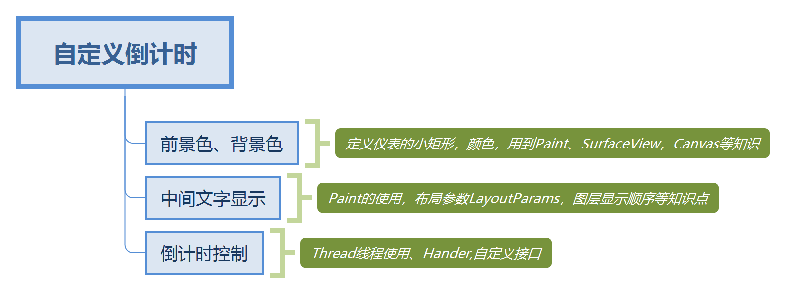 自定义倒计时
前景色、背景色
定义仪表的小矩形，颜色，用到Paint、SurfaceView，Canvas等知识
中间文字显示
Paint的使用，布局参数LayoutParams，图层显示顺序等知识点
倒计时控制
Thread线程使用、Hander,自定义接口